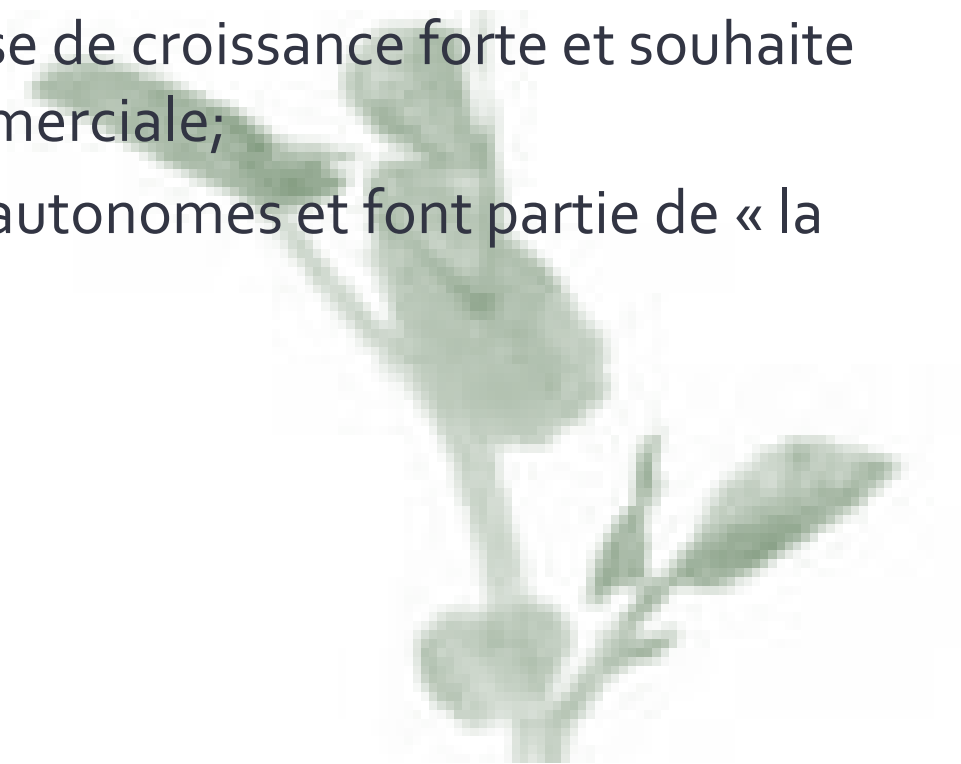 se de croissance forte et souhaite
merciale;
autonomes et font partie de « la